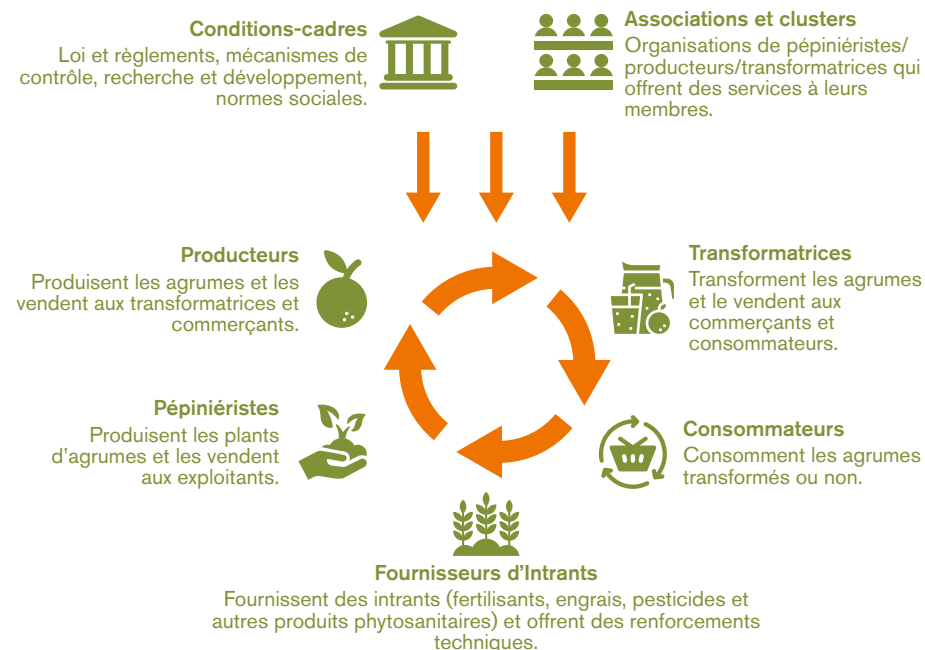 Conditions-cadres
Loi et règlements, mécanismes de
contrôle, recherche et développement,
normes sociales.
Associations et clusters
Organisations de pépiniéristes/
producteurs/transformatrices qui
offrent des services à leurs
membres.
Producteurs
Produisent les agrumes et les
vendent aux transformatrices et
commerçants.
Transformatrices
Transforment les agrumes
et le vendent aux
commerçants et
consommateurs.
Pépiniéristes
Produisent les plants
d’agrumes et les vendent
aux exploitants.
Consommateurs
Consomment les agrumes
transformés ou non.
Fournisseurs d’Intrants
Fournissent des intrants (fertilisants, engrais, pesticides et
autres produits phytosanitaires) et offrent des renforcements
techniques.